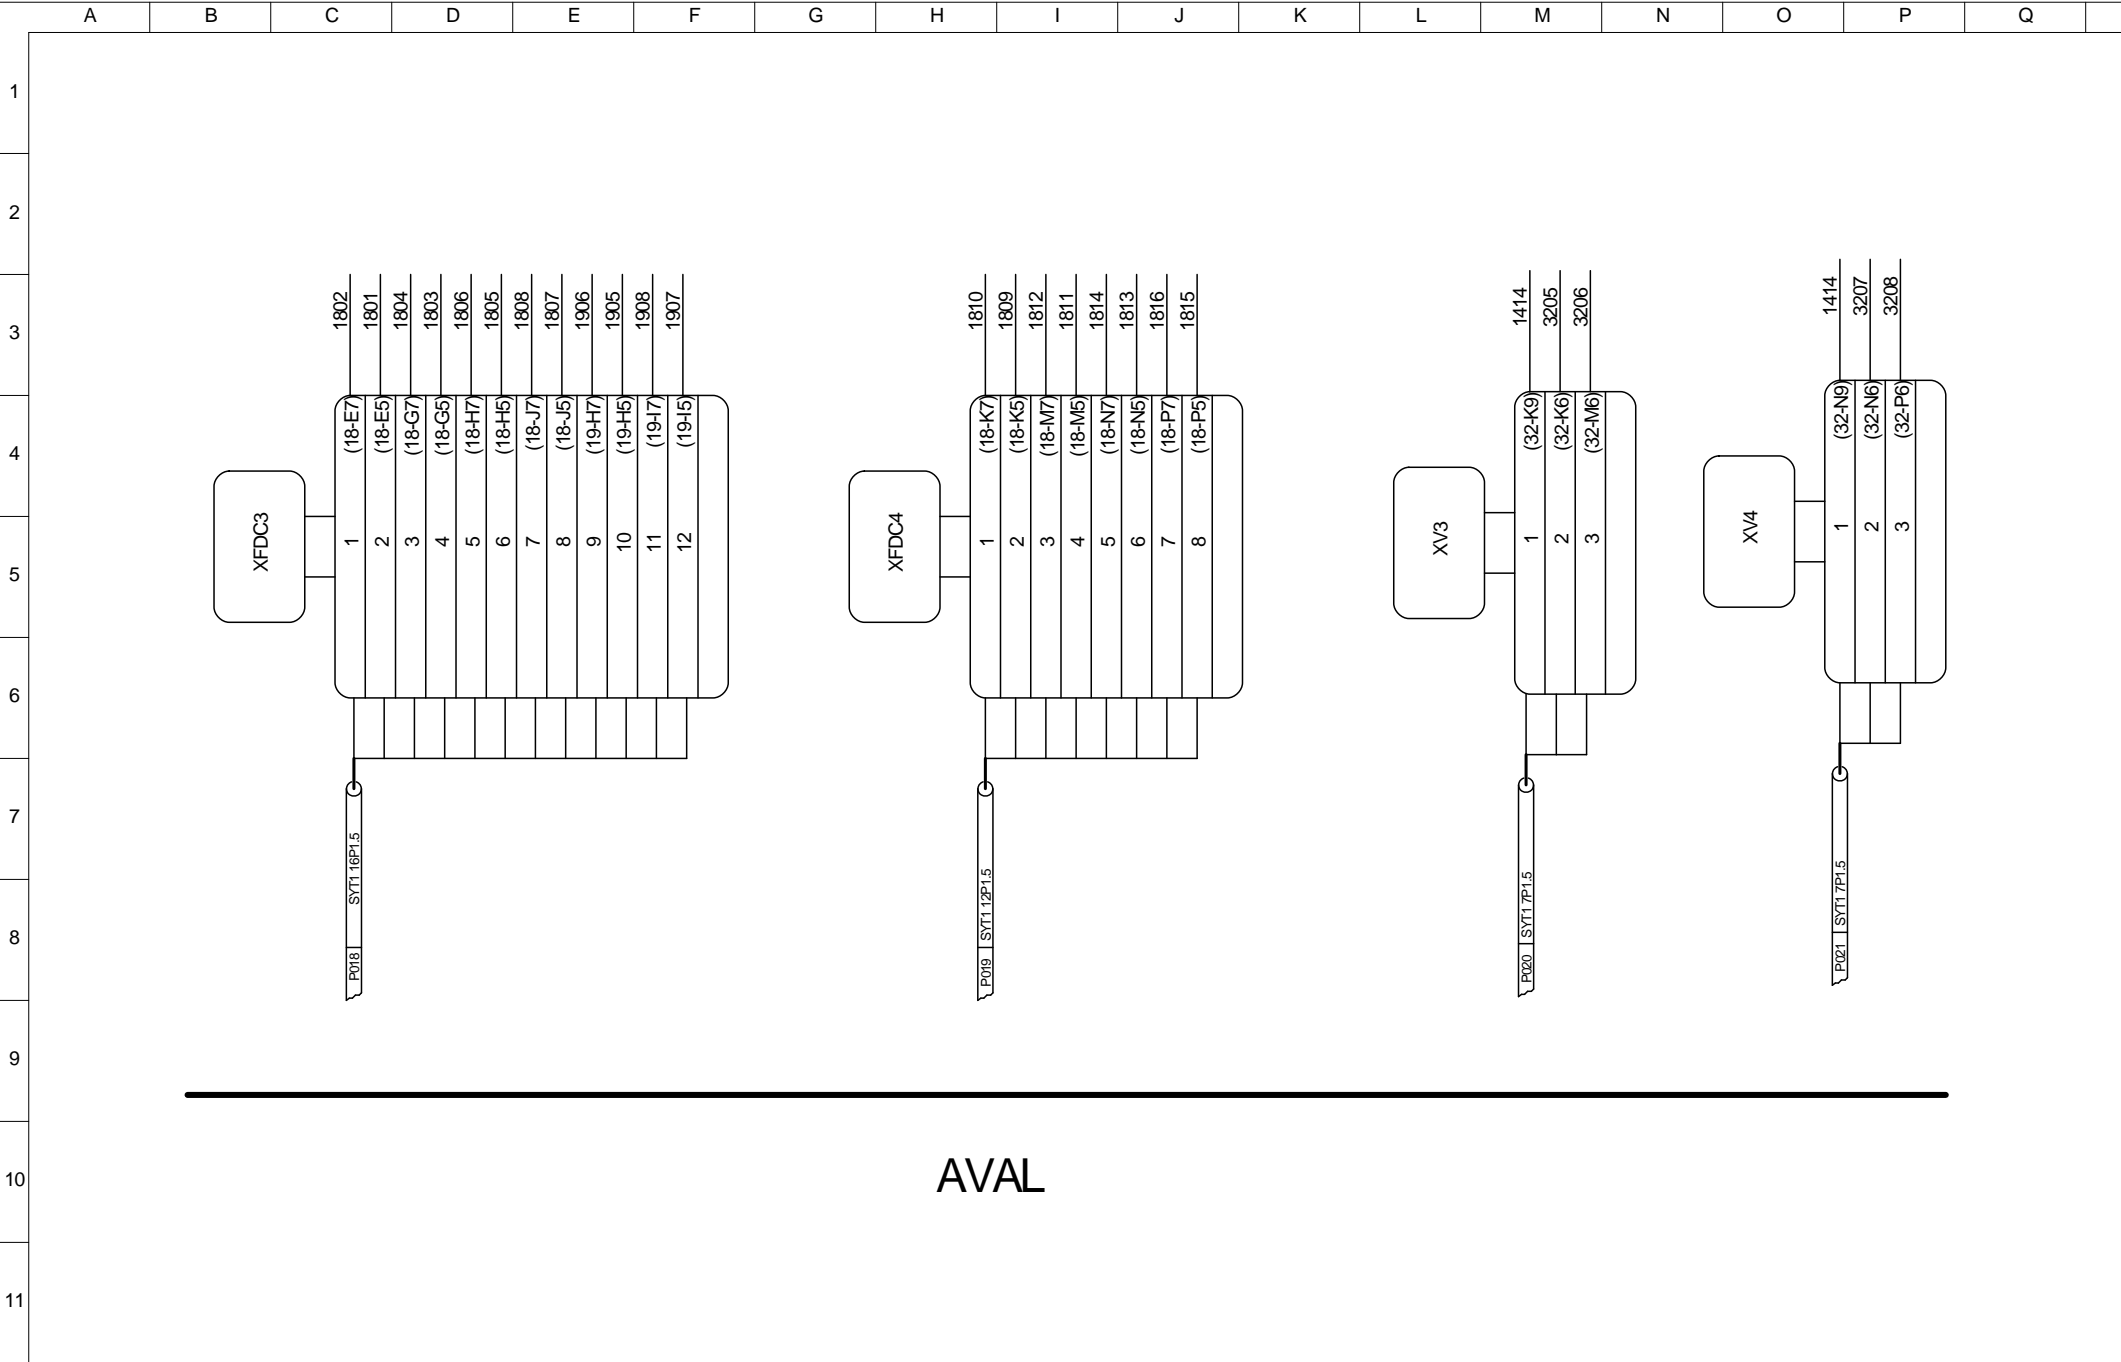 A B C D E F G H I J K L M N O P Q
1
2
3
4
5
6
7
8
9
10
11
XFDC3
1802 (18-E7) 1
1801 (18-E5) 2
1804 (18-G7) 3
1803 (18-G5) 4
1806 (18-H7) 5
1805 (18-H5) 6
1808 (18-J7) 7
1807 (18-J5) 8
1906 (19-H7) 9
1905 (19-H5) 10
1908 (19-I7) 11
1907 (19-I5) 12
P018 SYT1 16P1.5
XFDC4
1810 (18-K7) 1
1809 (18-K5) 2
1812 (18-M7) 3
1811 (18-M5) 4
1814 (18-N7) 5
1813 (18-N5) 6
1816 (18-P7) 7
1815 (18-P5) 8
P019 SYT1 12P1.5
XV3
1414 (32-K9) 1
3205 (32-K6) 2
3206 (32-M6) 3
P020 SYT1 7P1.5
XV4
1414 (32-N9) 1
3207 (32-N6) 2
3208 (32-P6) 3
P021 SYT1 7P1.5
AVAL